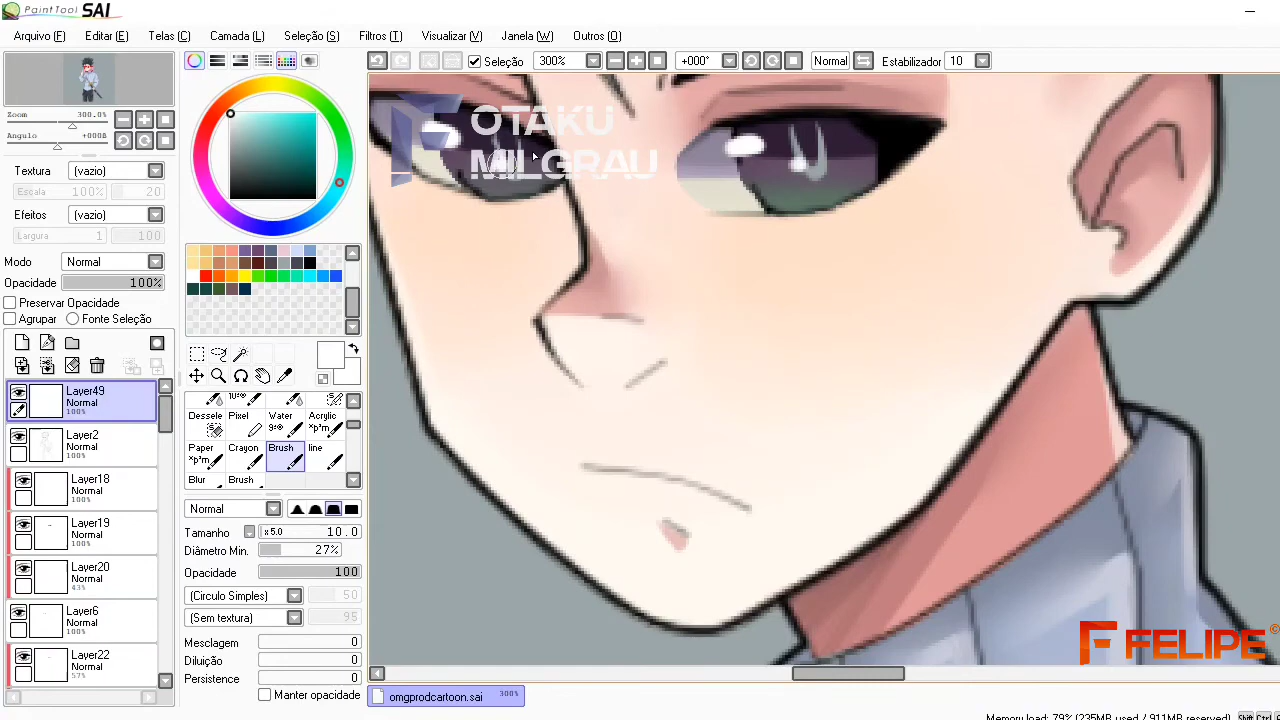 PaintTool SAI
Arquivo (F) Editar (E) Telas (C) Camada (L) Seleção (S) Filtros (T) Visualizar (V) Janela (W) Outros (O)
Seleção 300% +000° Normal Estabilizador 10
Zoom 300.0%
Angulo +000°
Textura (vazio)
Escala 100% 20
Efeitos (vazio)
Largura 1 100
Modo Normal
Opacidade 100%
Preservar Opacidade
Agrupar Fonte Seleção
Layer49
Normal
100%
Layer2
Normal
100%
Layer18
Normal
100%
Layer19
Normal
100%
Layer20
Normal
43%
Layer6
Normal
100%
Layer22
Normal
57%
Dessele Pixel Water Acrylic
Paper Crayon Brush line
Blur Brush
Normal
Tamanho x 5.0 10.0
Diâmetro Min. 27%
Opacidade 100
(Circulo Simples) 50
(Sem textura) 95
Mesclagem 0
Diluição 0
Persistence 0
Manter opacidade
OTAKU
MILGRAU
FELIPE ©
omgprodcartoon.sai 300%
Memory load: 79% (235MB used / 911MB reserved)